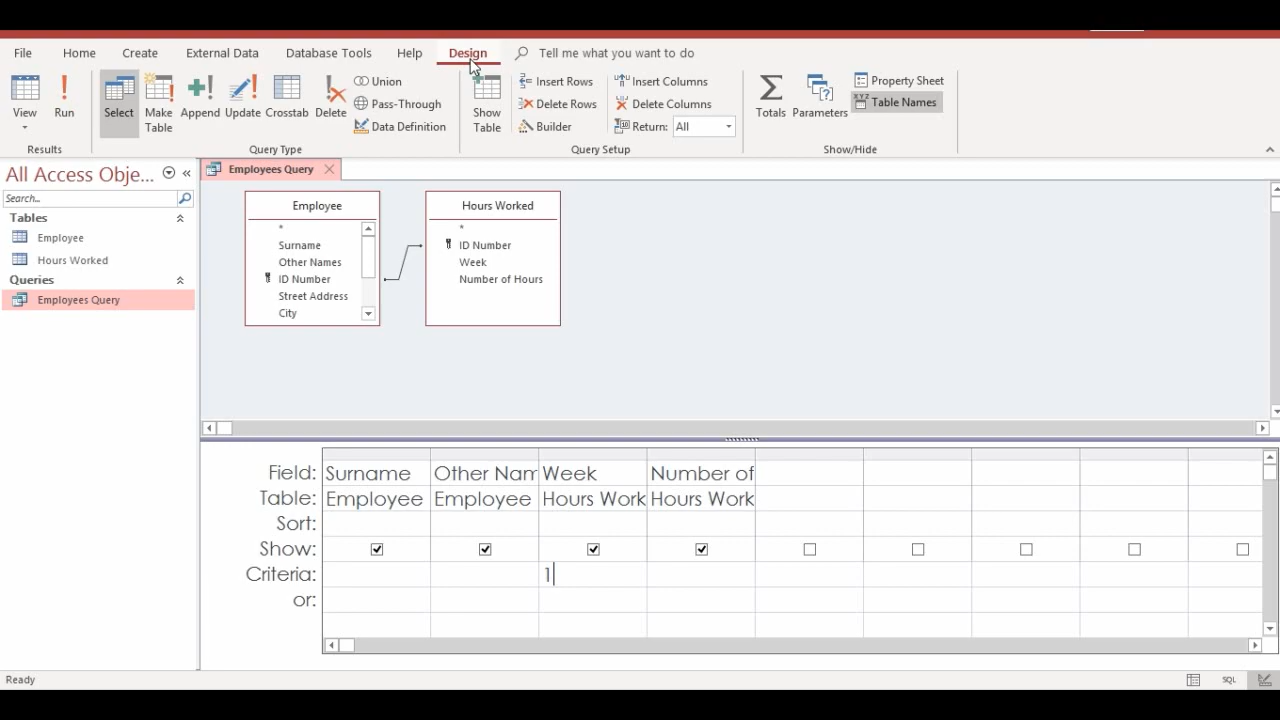 File Home Create External Data Database Tools Help Design Tell me what you want to do
View Run Select Make Table Append Update Crosstab Delete Union Pass-Through Data Definition Show Table Insert Rows Delete Rows Builder Insert Columns Delete Columns Return: All Totals Parameters Property Sheet Table Names
Results Query Type Query Setup Show/Hide
All Access Obje...
Search...
Tables
Employee
Hours Worked
Queries
Employees Query
Employees Query
Employee
*
Surname
Other Names
ID Number
Street Address
City
Hours Worked
*
ID Number
Week
Number of Hours
Field: Surname Other Nam Week Number of
Table: Employee Employee Hours Work Hours Work
Sort:
Show:
Criteria: 1
or:
Ready SQL